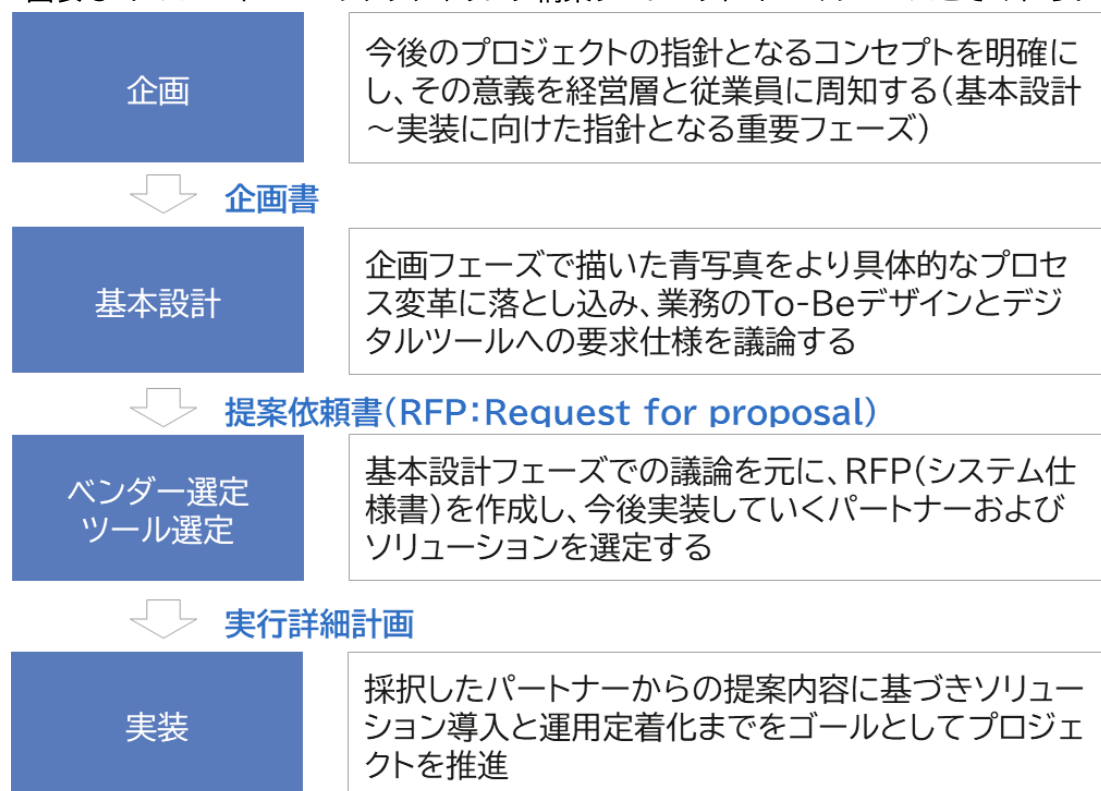 企画
今後のプロジェクトの指針となるコンセプトを明確に
し、その意義を経営層と従業員に周知する(基本設計
～実装に向けた指針となる重要フェーズ)
企画書
基本設計
企画フェーズで描いた青写真をより具体的なプロセ
ス変革に落とし込み、業務のTo-Beデザインとデジ
タルツールへの要求仕様を議論する
提案依頼書(RFP:Request for proposal)
ベンダー選定
ツール選定
基本設計フェーズでの議論を元に、RFP(システム仕
様書)を作成し、今後実装していくパートナーおよび
ソリューションを選定する
実行詳細計画
実装
採択したパートナーからの提案内容に基づきソリュー
ション導入と運用定着化までをゴールとしてプロジェ
クトを推進